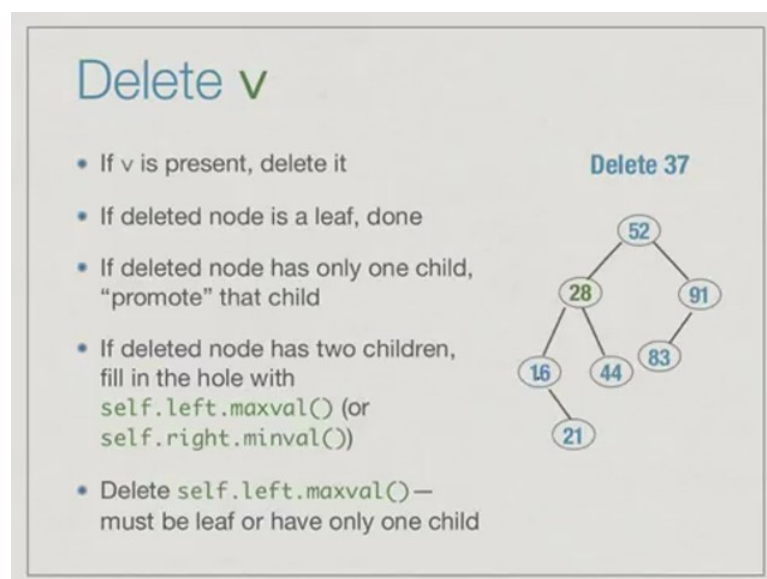 Delete v
• If v is present, delete it
• If deleted node is a leaf, done
• If deleted node has only one child,
“promote” that child
• If deleted node has two children,
fill in the hole with
self.left.maxval() (or
self.right.minval())
• Delete self.left.maxval()—
must be leaf or have only one child
Delete 37
52
28
91
16
44
83
21